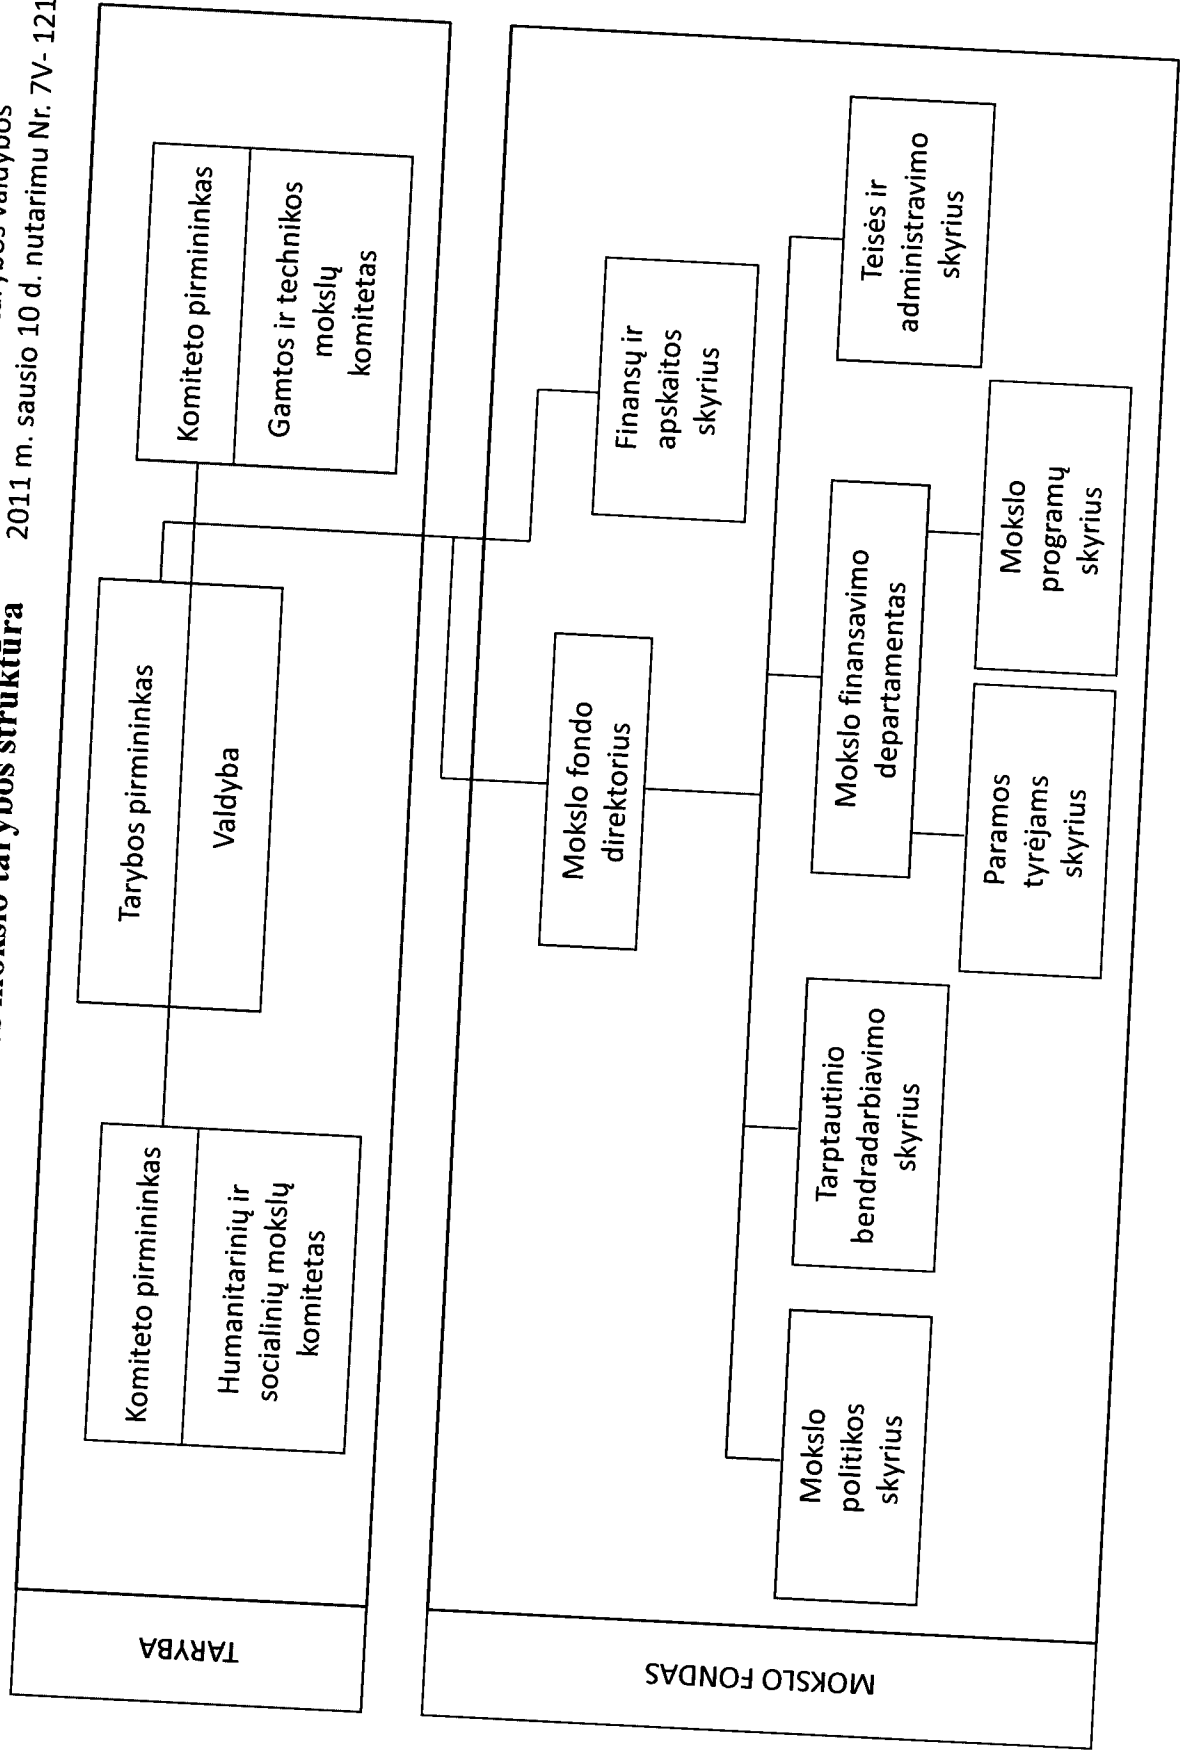 mokslo tarybos struktūra
valdybos
2011 m. sausio 10 d. nutarimu Nr. 7V- 121
TARYBA
Komiteto pirmininkas
Humanitarinių ir
socialinių mokslų
komitetas
Tarybos pirmininkas
Valdyba
Komiteto pirmininkas
Gamtos ir technikos
mokslų
komitetas
MOKSLO FONDAS
Mokslo fondo
direktorius
Finansų ir
apskaitos
skyrius
Mokslo
politikos
skyrius
Tarptautinio
bendradarbiavimo
skyrius
Mokslo finansavimo
departamentas
Teisės ir
administravimo
skyrius
Paramos
tyrėjams
skyrius
Mokslo
programų
skyrius